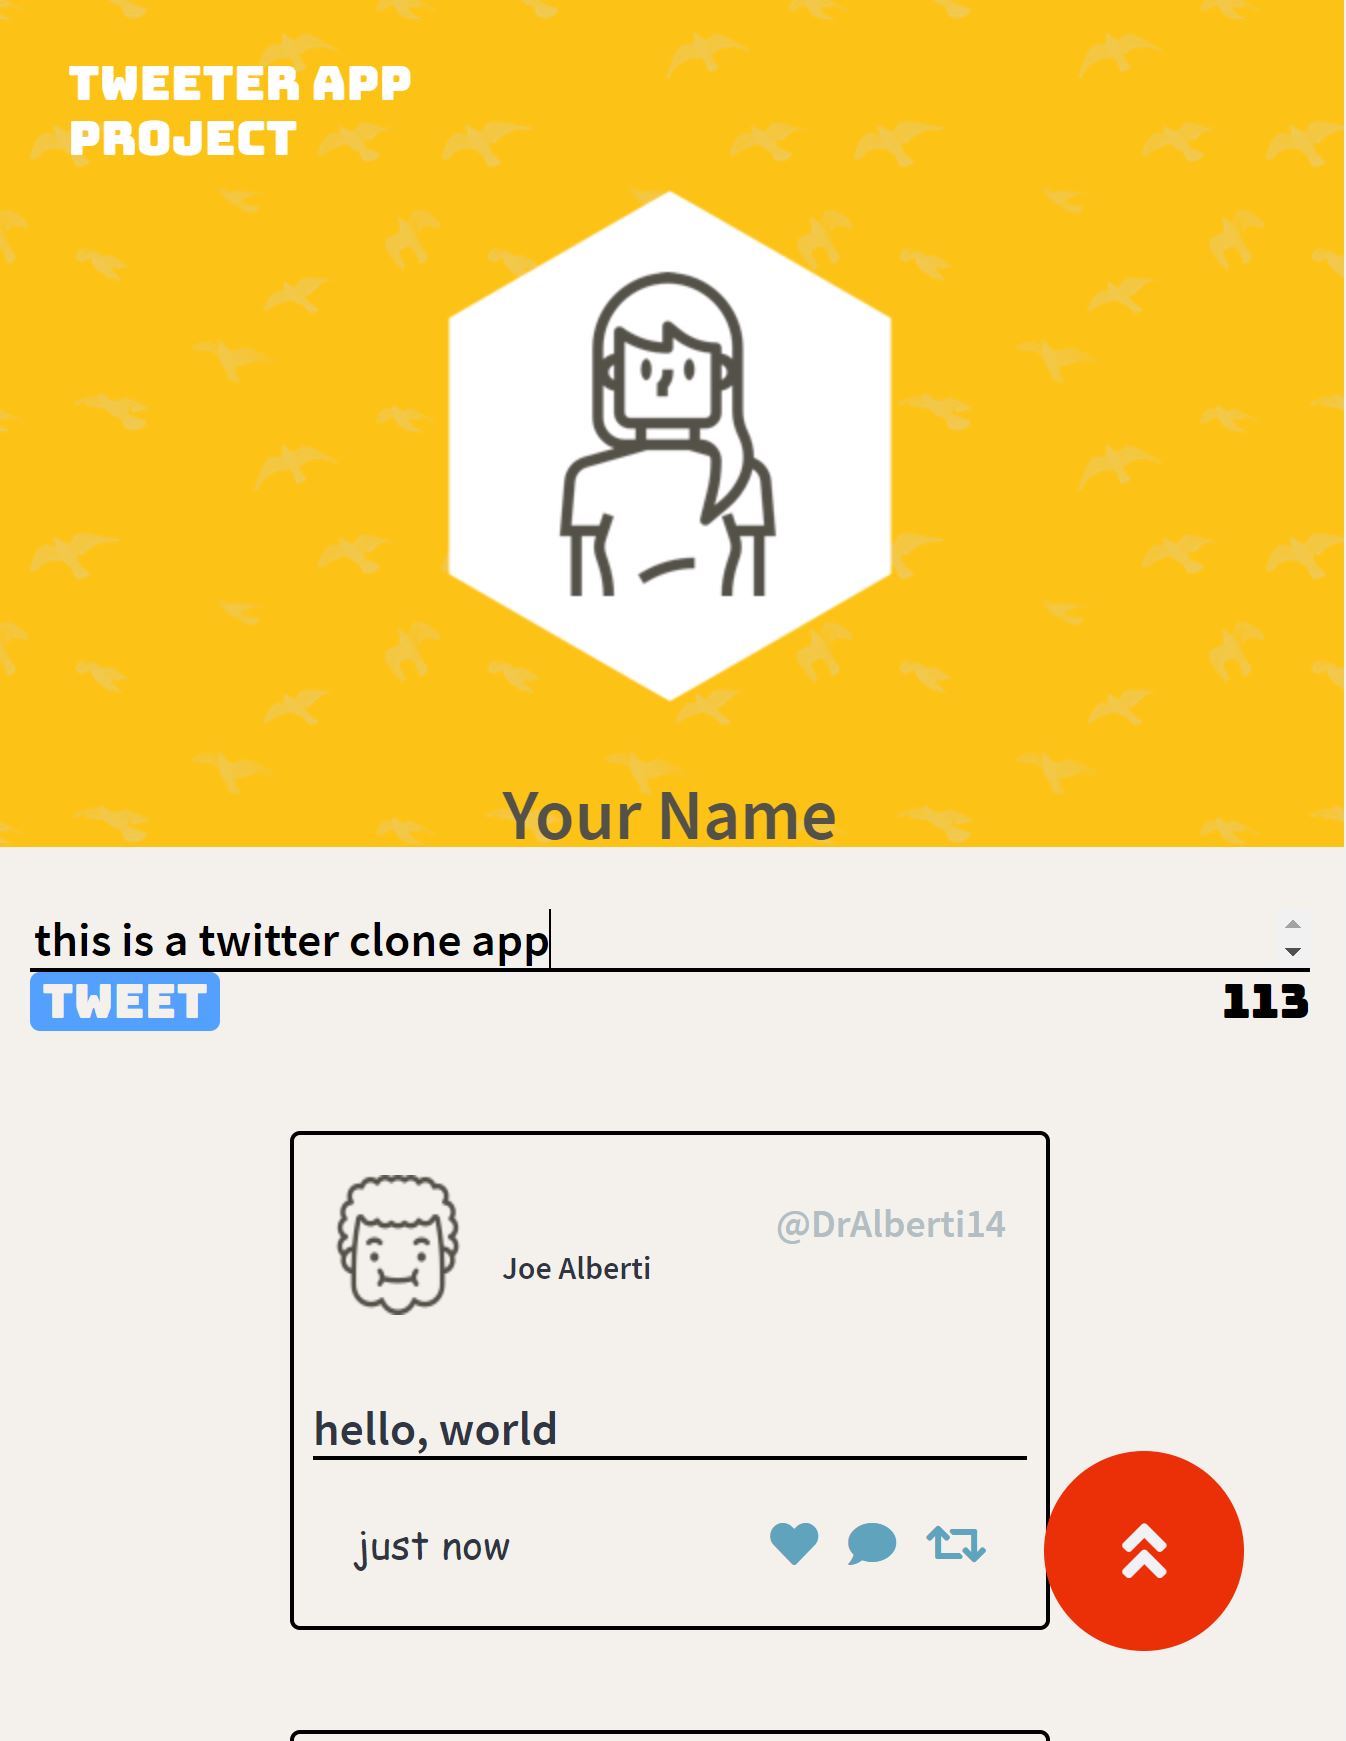 TWEETER APP
PROJECT
Your Name
this is a twitter clone app
TWEET
113
@DrAlberti14
Joe Alberti
hello, world
just now